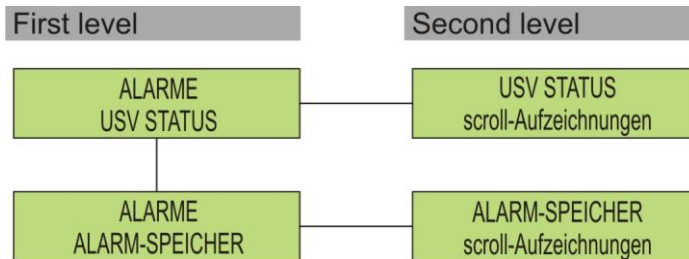 First level
Second level
ALARME
USV STATUS
USV STATUS
scroll-Aufzeichnungen
ALARME
ALARM-SPEICHER
ALARM-SPEICHER
scroll-Aufzeichnungen